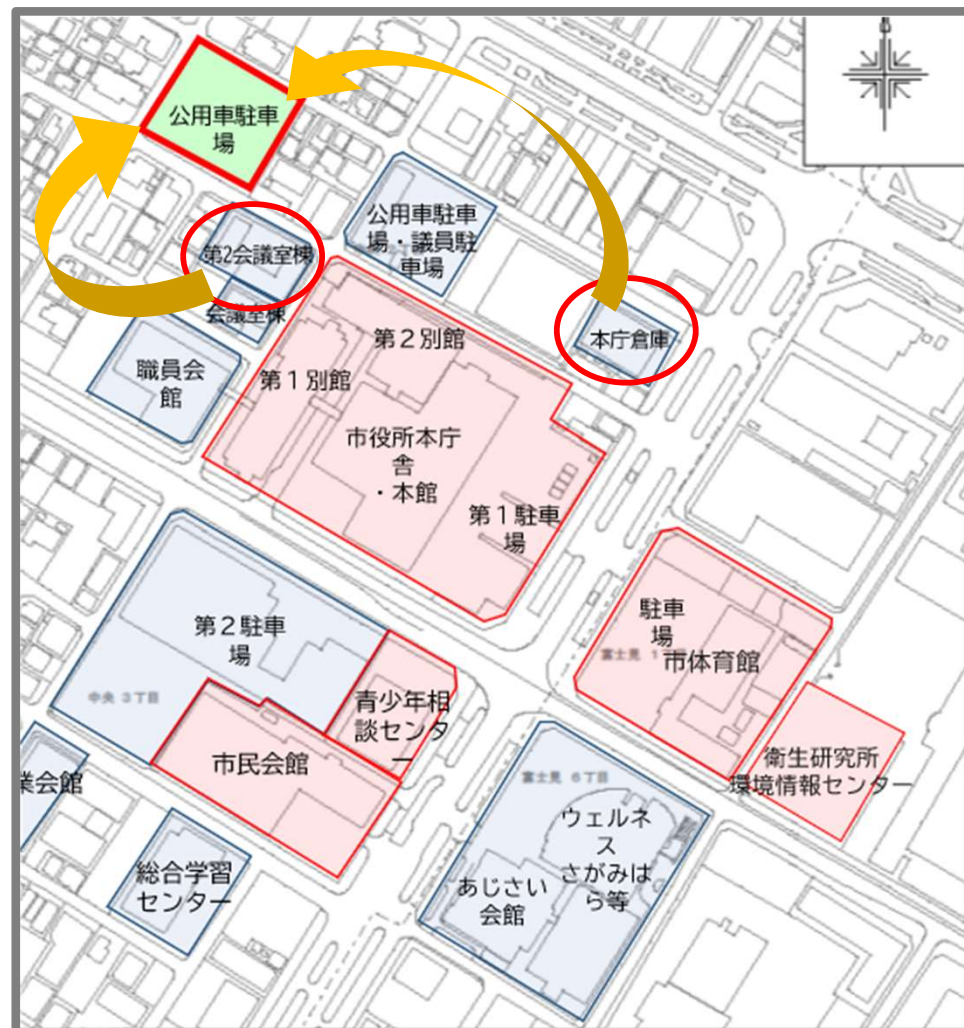 公用車駐車
場
公用車駐車
場・議員駐
車場
第2会議室棟
会議室棟
本庁倉庫
職員会
館
第２別館
第１別館
市役所本庁
舎
・本館
第１駐車
場
第２駐車
場
駐車
場
富士見 1丁目
市体育館
中央 3丁目
青少年相
談センタ
ー
市民会館
衛生研究所
環境情報センター
業会館
富士見 6丁目
ウェルネ
ス
さがみはら
ら等
あじさい
会館
総合学習
センター